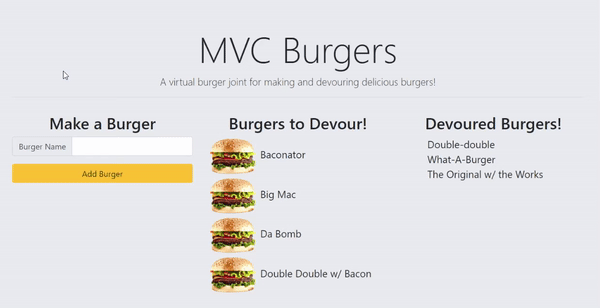 MVC Burgers
A virtual burger joint for making and devouring delicious burgers!
Make a Burger
Burger Name
Add Burger
Burgers to Devour!
Baconator
Big Mac
Da Bomb
Double Double w/ Bacon
Devoured Burgers!
Double-double
What-A-Burger
The Original w/ the Works